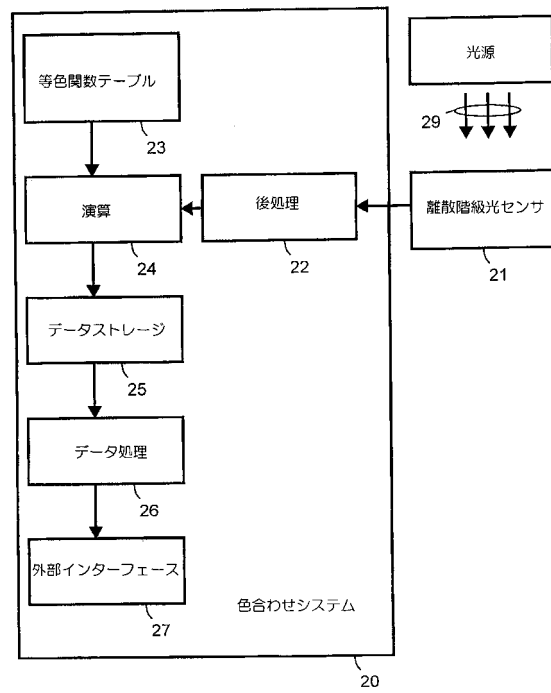 等色関数テーブル
23
光源
29
演算
24
後処理
22
離散階級光センサ
21
データストレージ
25
データ処理
26
外部インターフェース
27
色合わせシステム
20